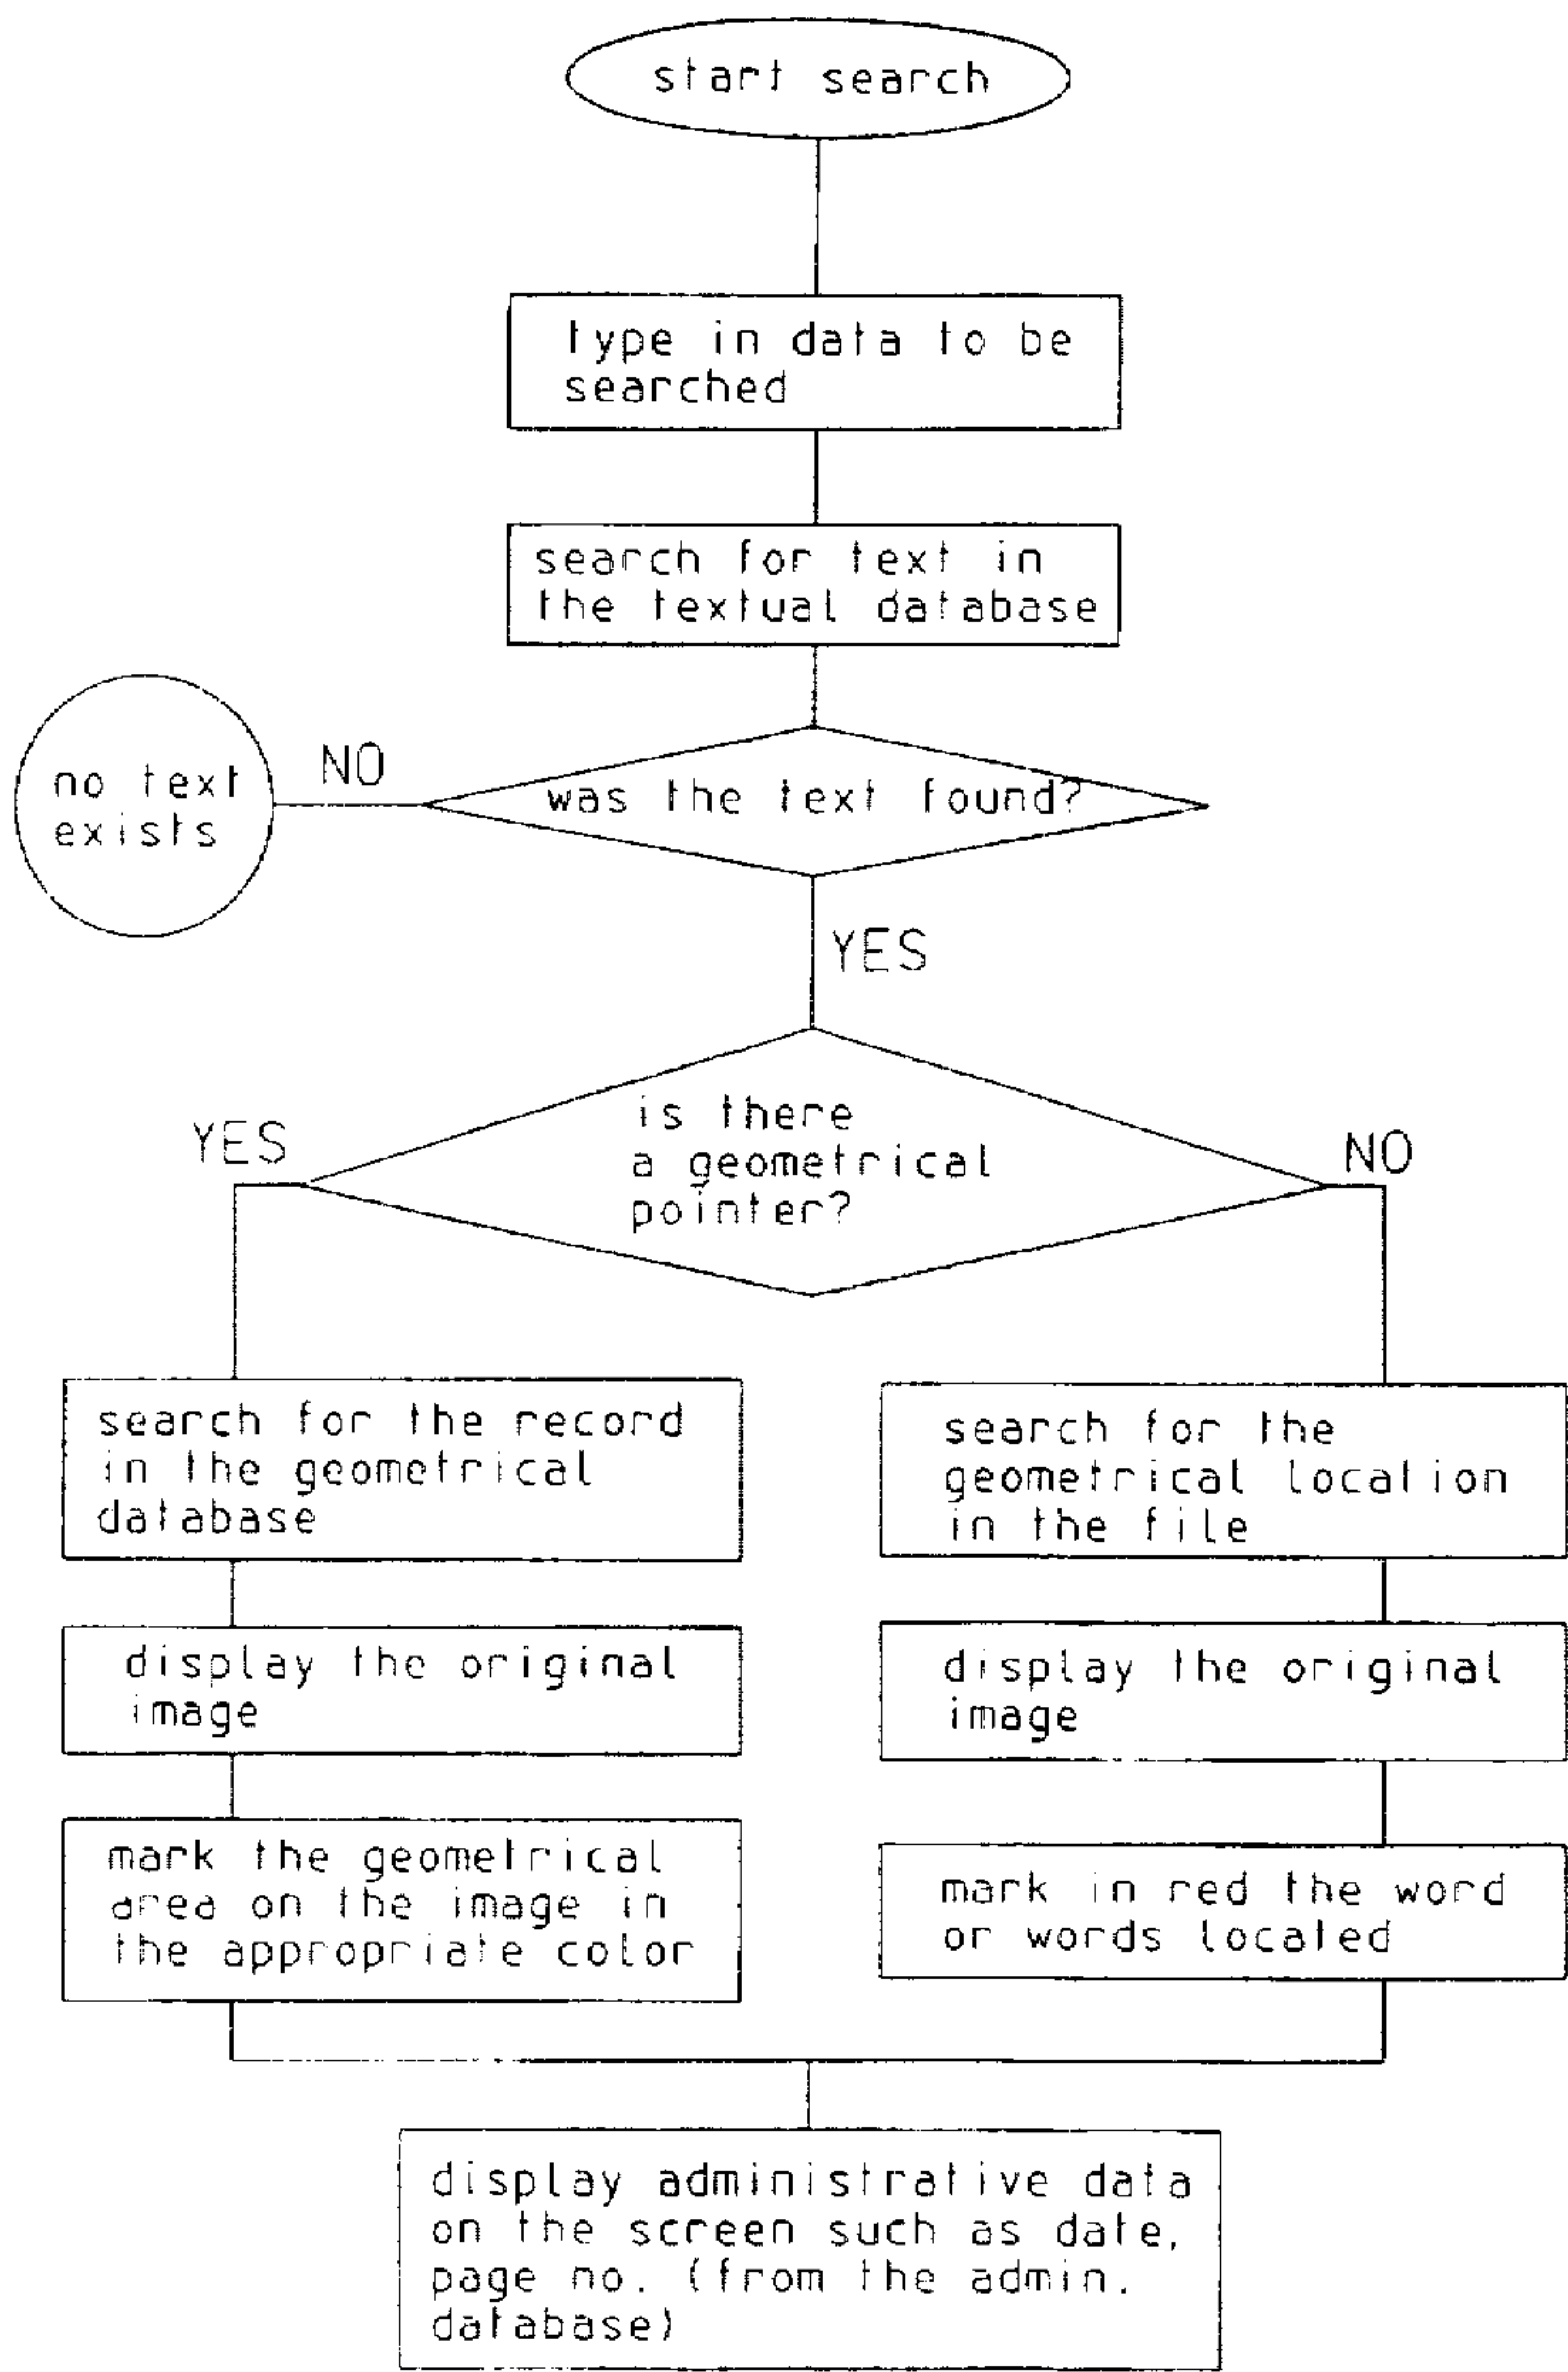 start search
type in data to be
searched
search for text in
the textual database
NO
no text
exists
was the text found?
YES
YES
is there
a geometrical
pointer?
NO
search for the record
in the geometrical
database
display the original
image
mark the geometrical
area on the image in
the appropriate color
search for the
geometrical location
in the file
display the original
image
mark in red the word
or words located
display administrative data
on the screen such as date,
page no. (from the admin.
database)